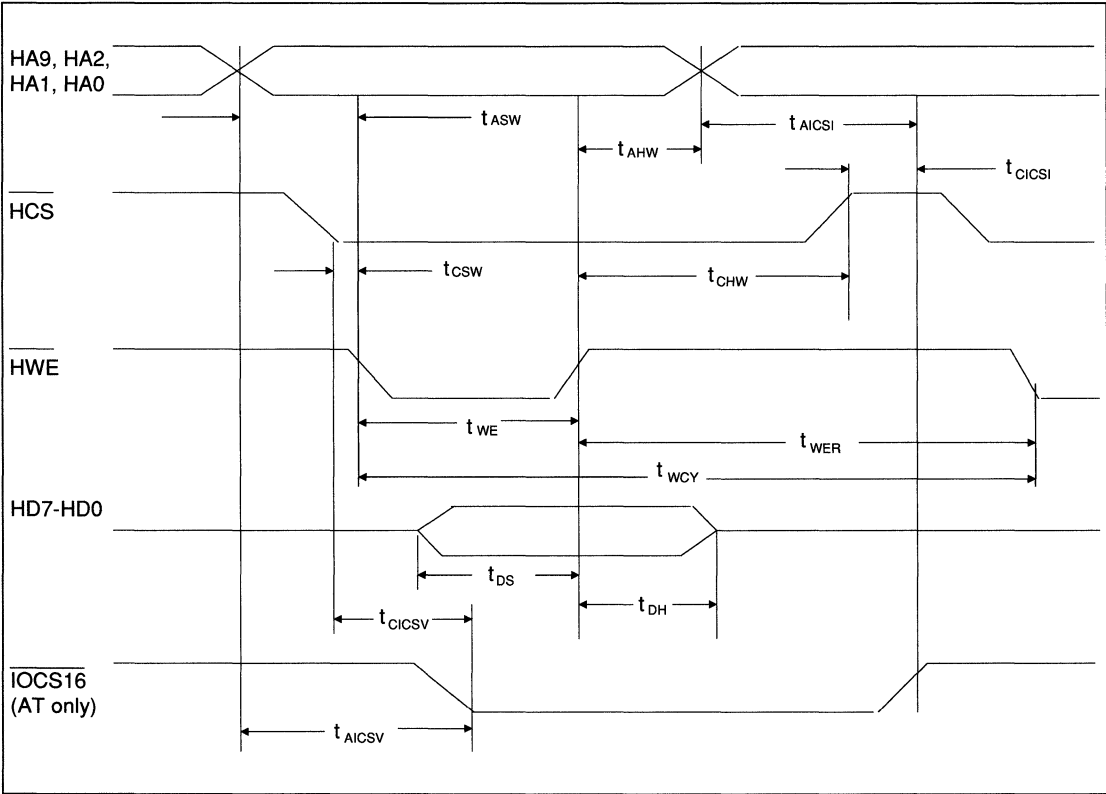 HA9, HA2,
HA1, HA0
tASW
tAHW
tAICSI
tCICSI
HCS
tCSW
tCHW
HWE
tWE
tWER
tWCY
HD7-HD0
tDS
tDH
tCICSV
IOCS16
(AT only)
tAICSV